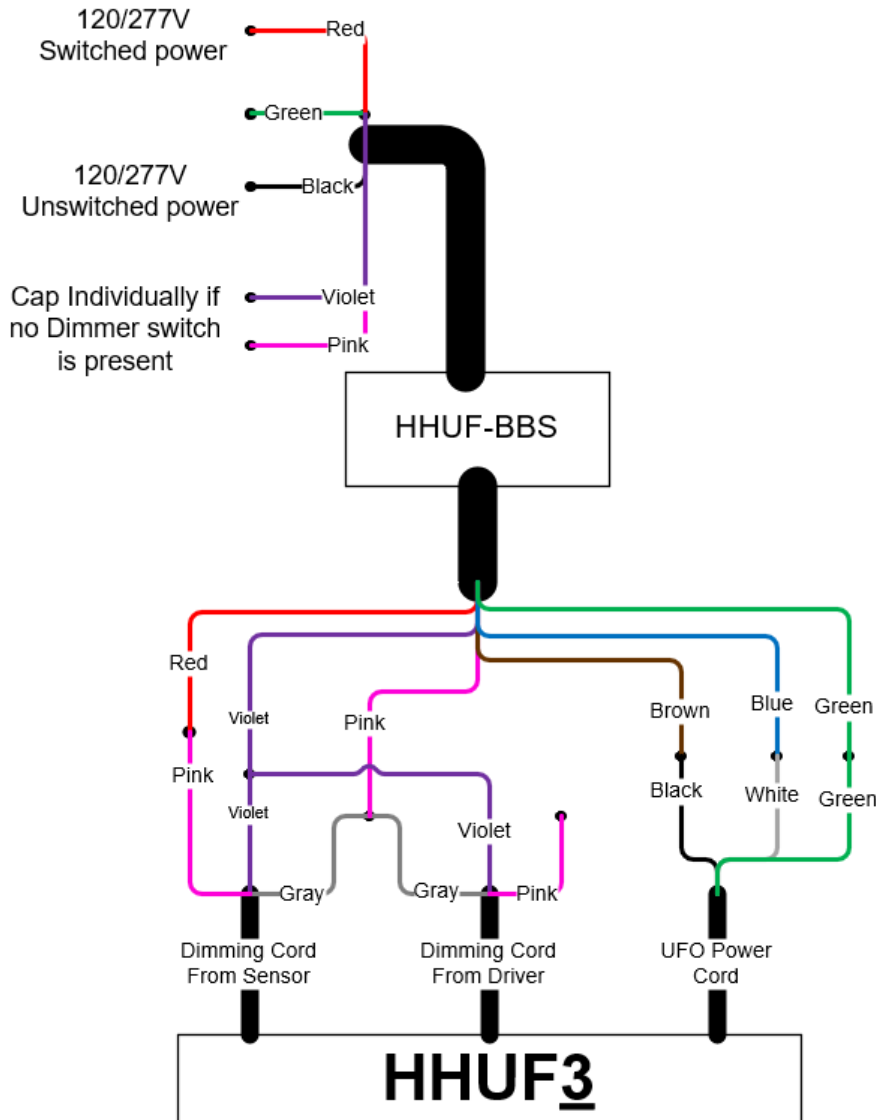 120/277V
Switched power
Red
Green
120/277V
Unswitched power
Black
Cap Individually if
no Dimmer switch
is present
Violet
Pink
HHUF-BBS
Red
Violet
Pink
Brown
Blue
Green
Pink
Violet
Violet
Black
White
Green
Gray
Gray
Pink
Dimming Cord
From Sensor
Dimming Cord
From Driver
UFO Power
Cord
HHUF3